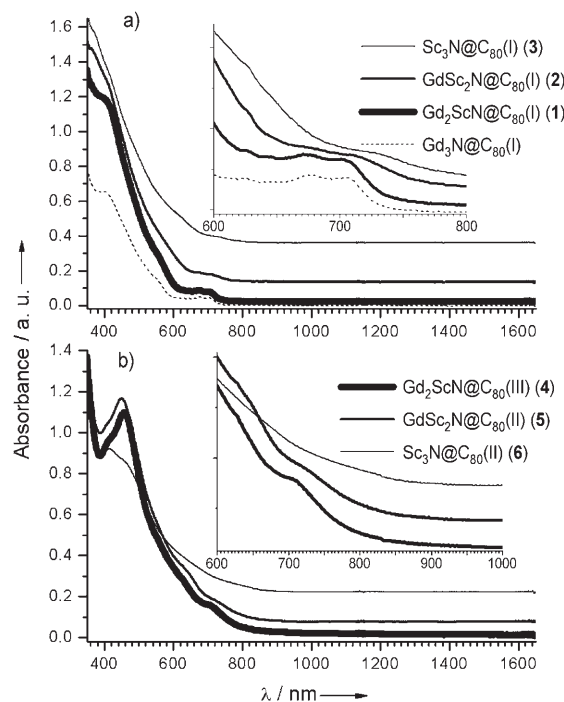 a)
Sc₃N@C₈₀(I) (3)
GdSc₂N@C₈₀(I) (2)
Gd₂ScN@C₈₀(I) (1)
Gd₃N@C₈₀(I)
1.6
1.4
1.2
1.0
0.8
0.6
0.4
0.2
0.0
600 700 800
400 600 800 1000 1200 1400 1600
Absorbance / a. u.
b)
Gd₂ScN@C₈₀(III) (4)
GdSc₂N@C₈₀(II) (5)
Sc₃N@C₈₀(II) (6)
1.4
1.2
1.0
0.8
0.6
0.4
0.2
0.0
600 700 800 900 1000
400 600 800 1000 1200 1400 1600
λ / nm